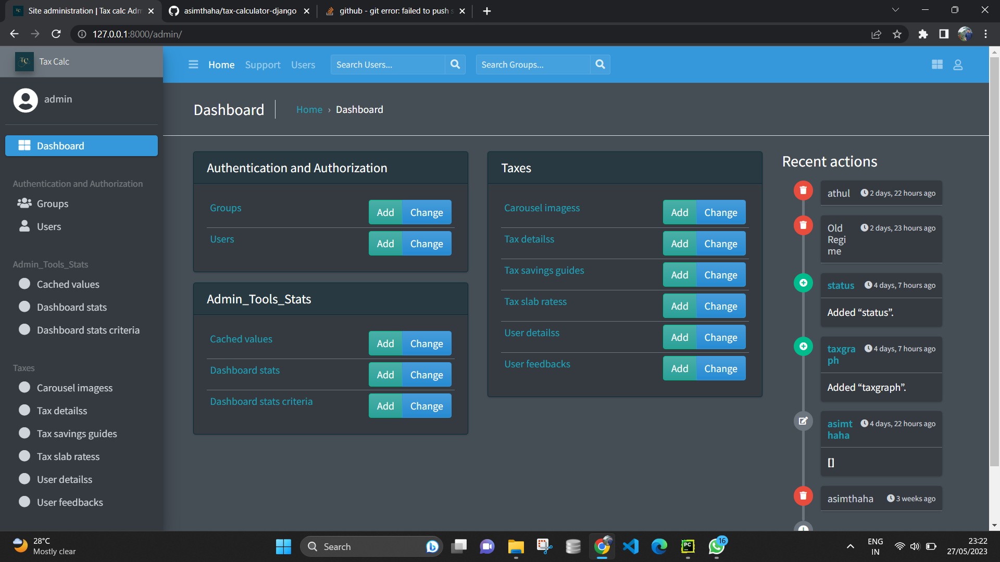 Site administration | Tax calc Adm
asimthaha/tax-calculator-django
github - git error: failed to push s
127.0.0.1:8000/admin/
TC
Tax Calc
Home
Support
Users
Search Users...
Search Groups...
admin
Dashboard
Home › Dashboard
Dashboard
Authentication and Authorization
Groups
Users
Admin_Tools_Stats
Cached values
Dashboard stats
Dashboard stats criteria
Taxes
Carousel imagess
Tax detailss
Tax savings guides
Tax slab ratess
User detailss
User feedbacks
Authentication and Authorization
Groups Add Change
Users Add Change
Admin_Tools_Stats
Cached values Add Change
Dashboard stats Add Change
Dashboard stats criteria Add Change
Taxes
Carousel imagess Add Change
Tax detailss Add Change
Tax savings guides Add Change
Tax slab ratess Add Change
User detailss Add Change
User feedbacks Add Change
Recent actions
athul 2 days, 22 hours ago
Old 2 days, 23 hours ago
Regi
me
status 4 days, 7 hours ago
Added “status”.
taxgra 4 days, 7 hours ago
ph
Added “taxgraph”.
asimt 4 days, 22 hours ago
haha
[]
asimthaha 3 weeks ago
28°C
Mostly clear
Search
PC
16
ENG
IN
23:22
27/05/2023